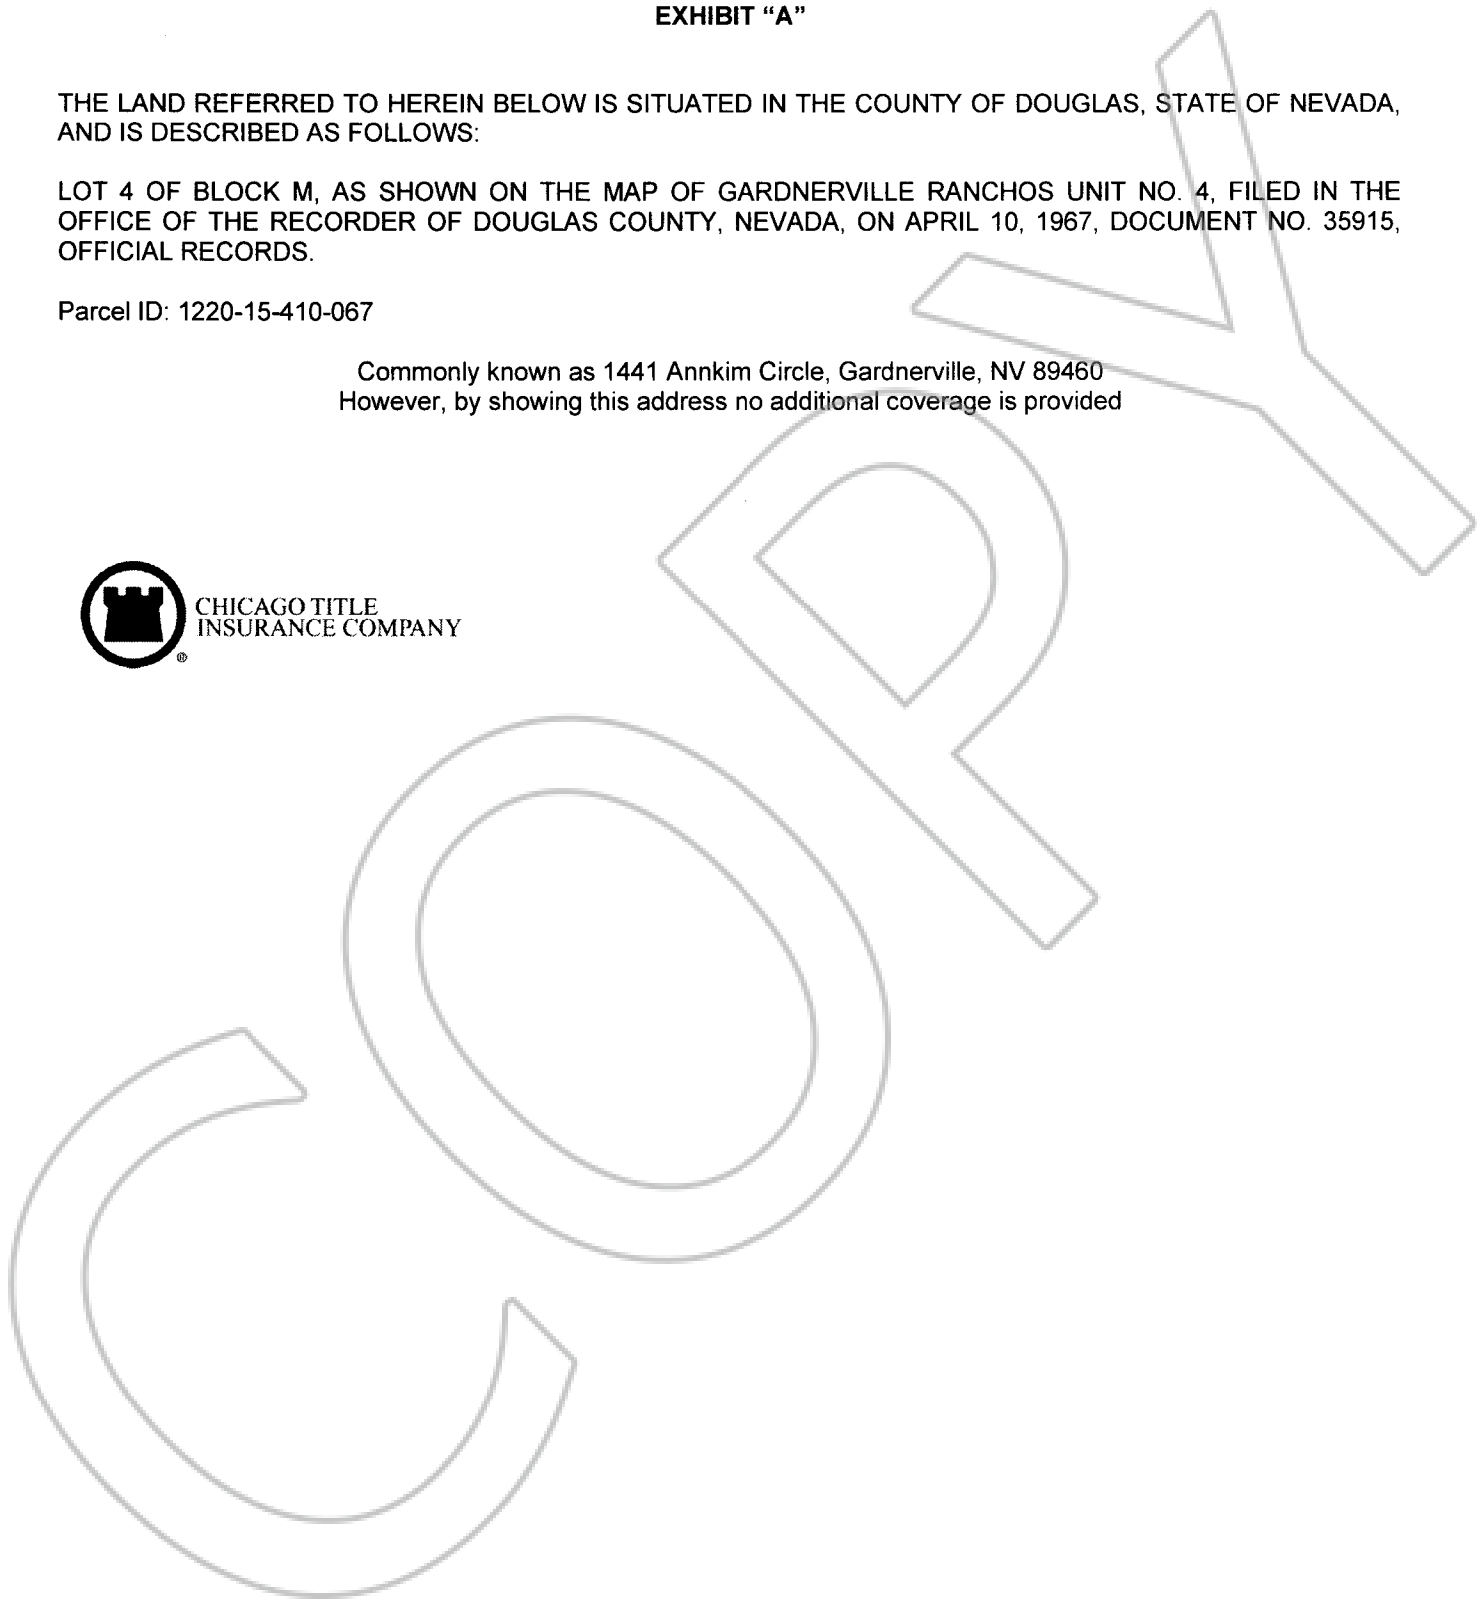 EXHIBIT “A”
THE LAND REFERRED TO HEREIN BELOW IS SITUATED IN THE COUNTY OF DOUGLAS, STATE OF NEVADA,
AND IS DESCRIBED AS FOLLOWS:
LOT 4 OF BLOCK M, AS SHOWN ON THE MAP OF GARDNERVILLE RANCHOS UNIT NO. 4, FILED IN THE
OFFICE OF THE RECORDER OF DOUGLAS COUNTY, NEVADA, ON APRIL 10, 1967, DOCUMENT NO. 35915,
OFFICIAL RECORDS.
Parcel ID: 1220-15-410-067
Commonly known as 1441 Annkim Circle, Gardnerville, NV 89460
However, by showing this address no additional coverage is provided
CHICAGO TITLE
INSURANCE COMPANY
®
COPY